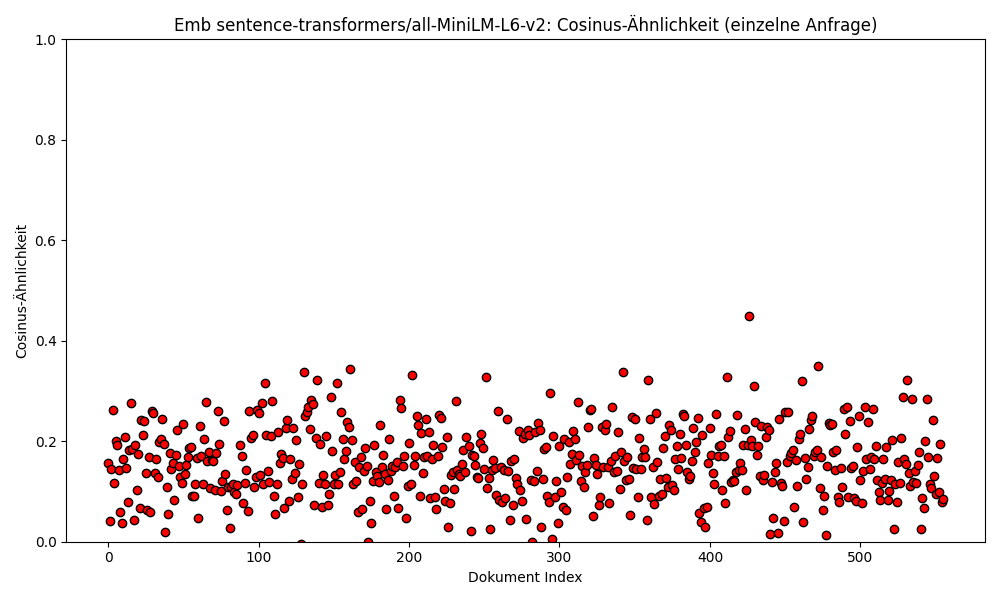 Emb sentence-transformers/all-MiniLM-L6-v2: Cosinus-Ähnlichkeit (einzelne Anfrage)
1.0
0.8
0.6
0.4
0.2
0.0
Cosinus-Ähnlichkeit
0 100 200 300 400 500
Dokument Index